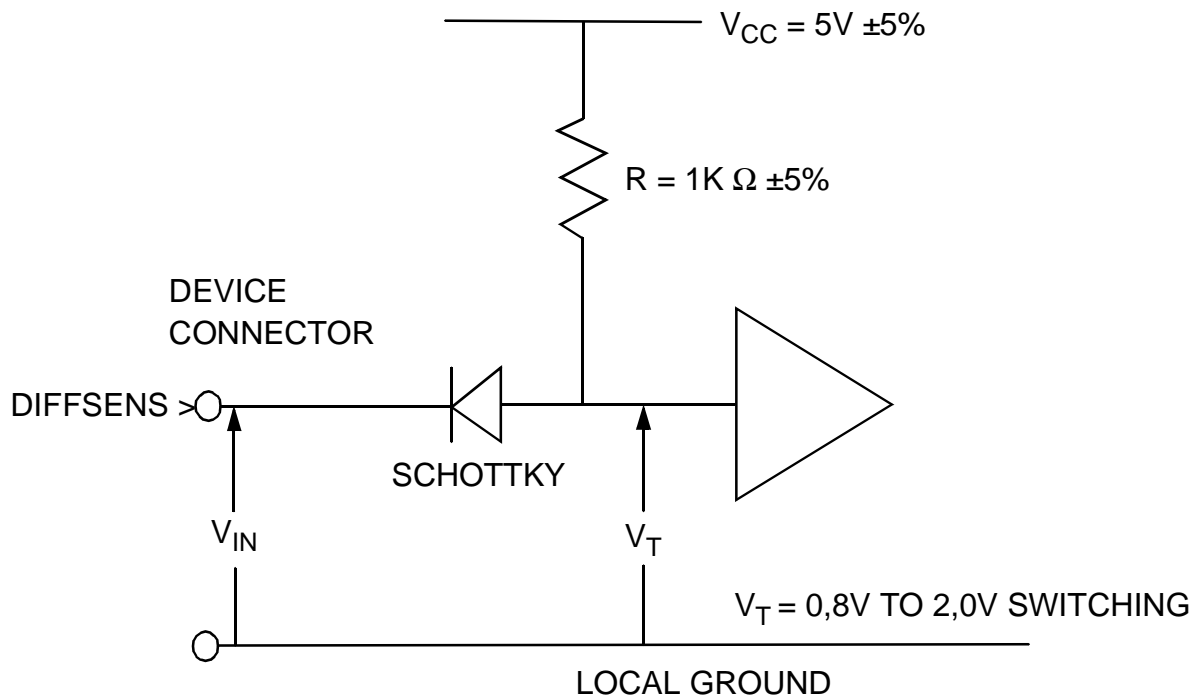 V_CC = 5V ±5%
R = 1K Ω ±5%
DEVICE
CONNECTOR
DIFFSENS >
SCHOTTKY
V_IN
V_T
V_T = 0,8V TO 2,0V SWITCHING
LOCAL GROUND